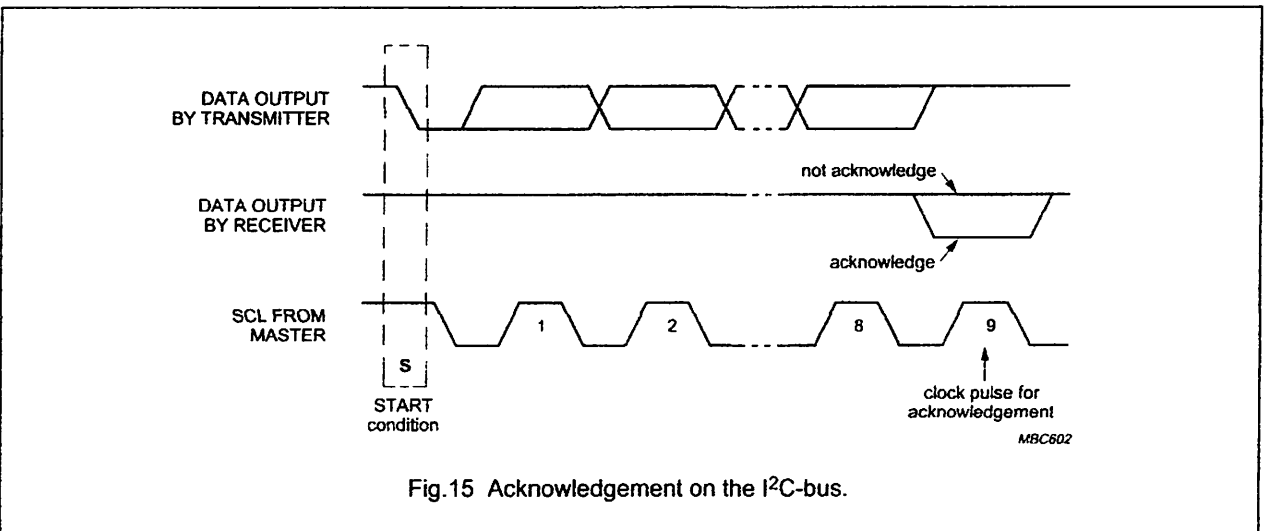 DATA OUTPUT
BY TRANSMITTER
not acknowledge
DATA OUTPUT
BY RECEIVER
acknowledge
SCL FROM
MASTER
1
2
8
9
S
START
condition
clock pulse for
acknowledgement
MBC602
Fig.15 Acknowledgement on the I²C-bus.